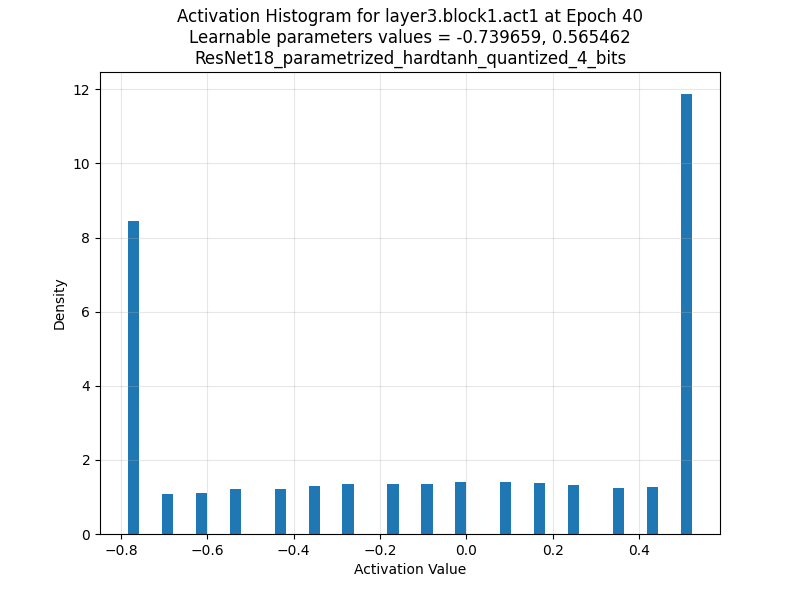 Activation Histogram for layer3.block1.act1 at Epoch 40
Learnable parameters values = -0.739659, 0.565462
ResNet18_parametrized_hardtanh_quantized_4_bits
12
10
8
6
4
2
0
Density
−0.8 −0.6 −0.4 −0.2 0.0 0.2 0.4
Activation Value